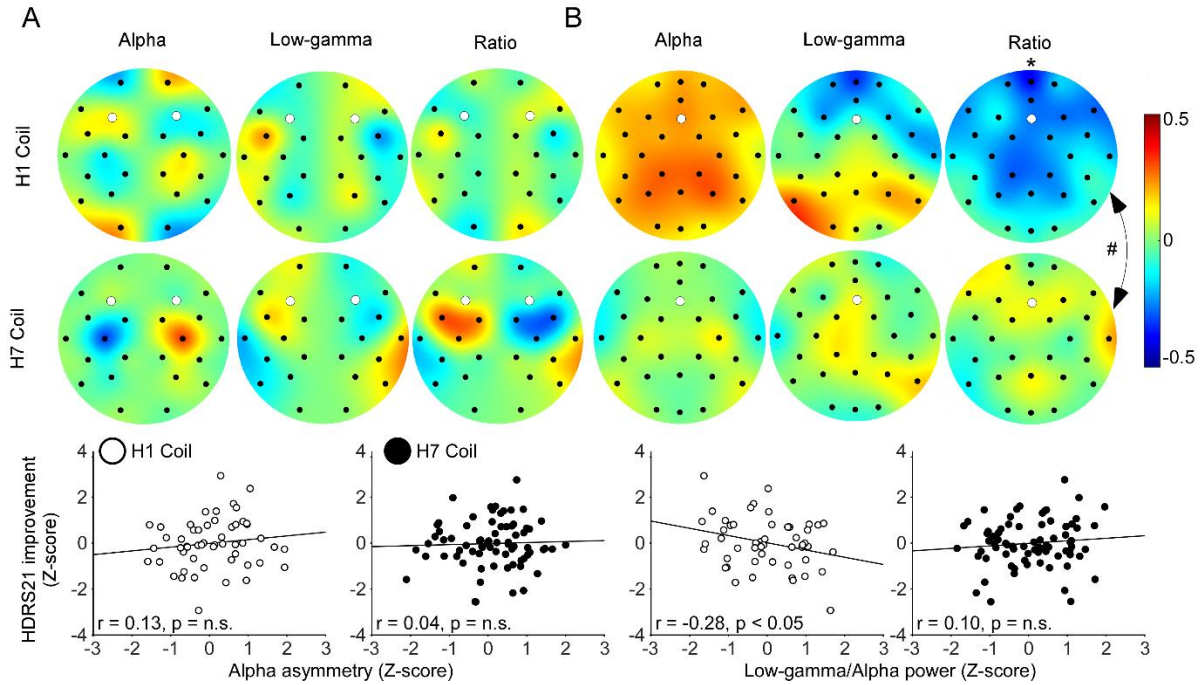 A
B
Alpha
Low-gamma
Ratio
Alpha
Low-gamma
Ratio
*
H1 Coil
0.5
0
-0.5
#
H7 Coil
H1 Coil
H7 Coil
HDRS21 improvement
(Z-score)
4
2
0
-2
-4
r = 0.13, p = n.s.
-3 -2 -1 0 1 2 3
4
2
0
-2
-4
r = 0.04, p = n.s.
-3 -2 -1 0 1 2 3
Alpha asymmetry (Z-score)
4
2
0
-2
-4
r = -0.28, p < 0.05
-3 -2 -1 0 1 2 3
4
2
0
-2
-4
r = 0.10, p = n.s.
-3 -2 -1 0 1 2 3
Low-gamma/Alpha power (Z-score)